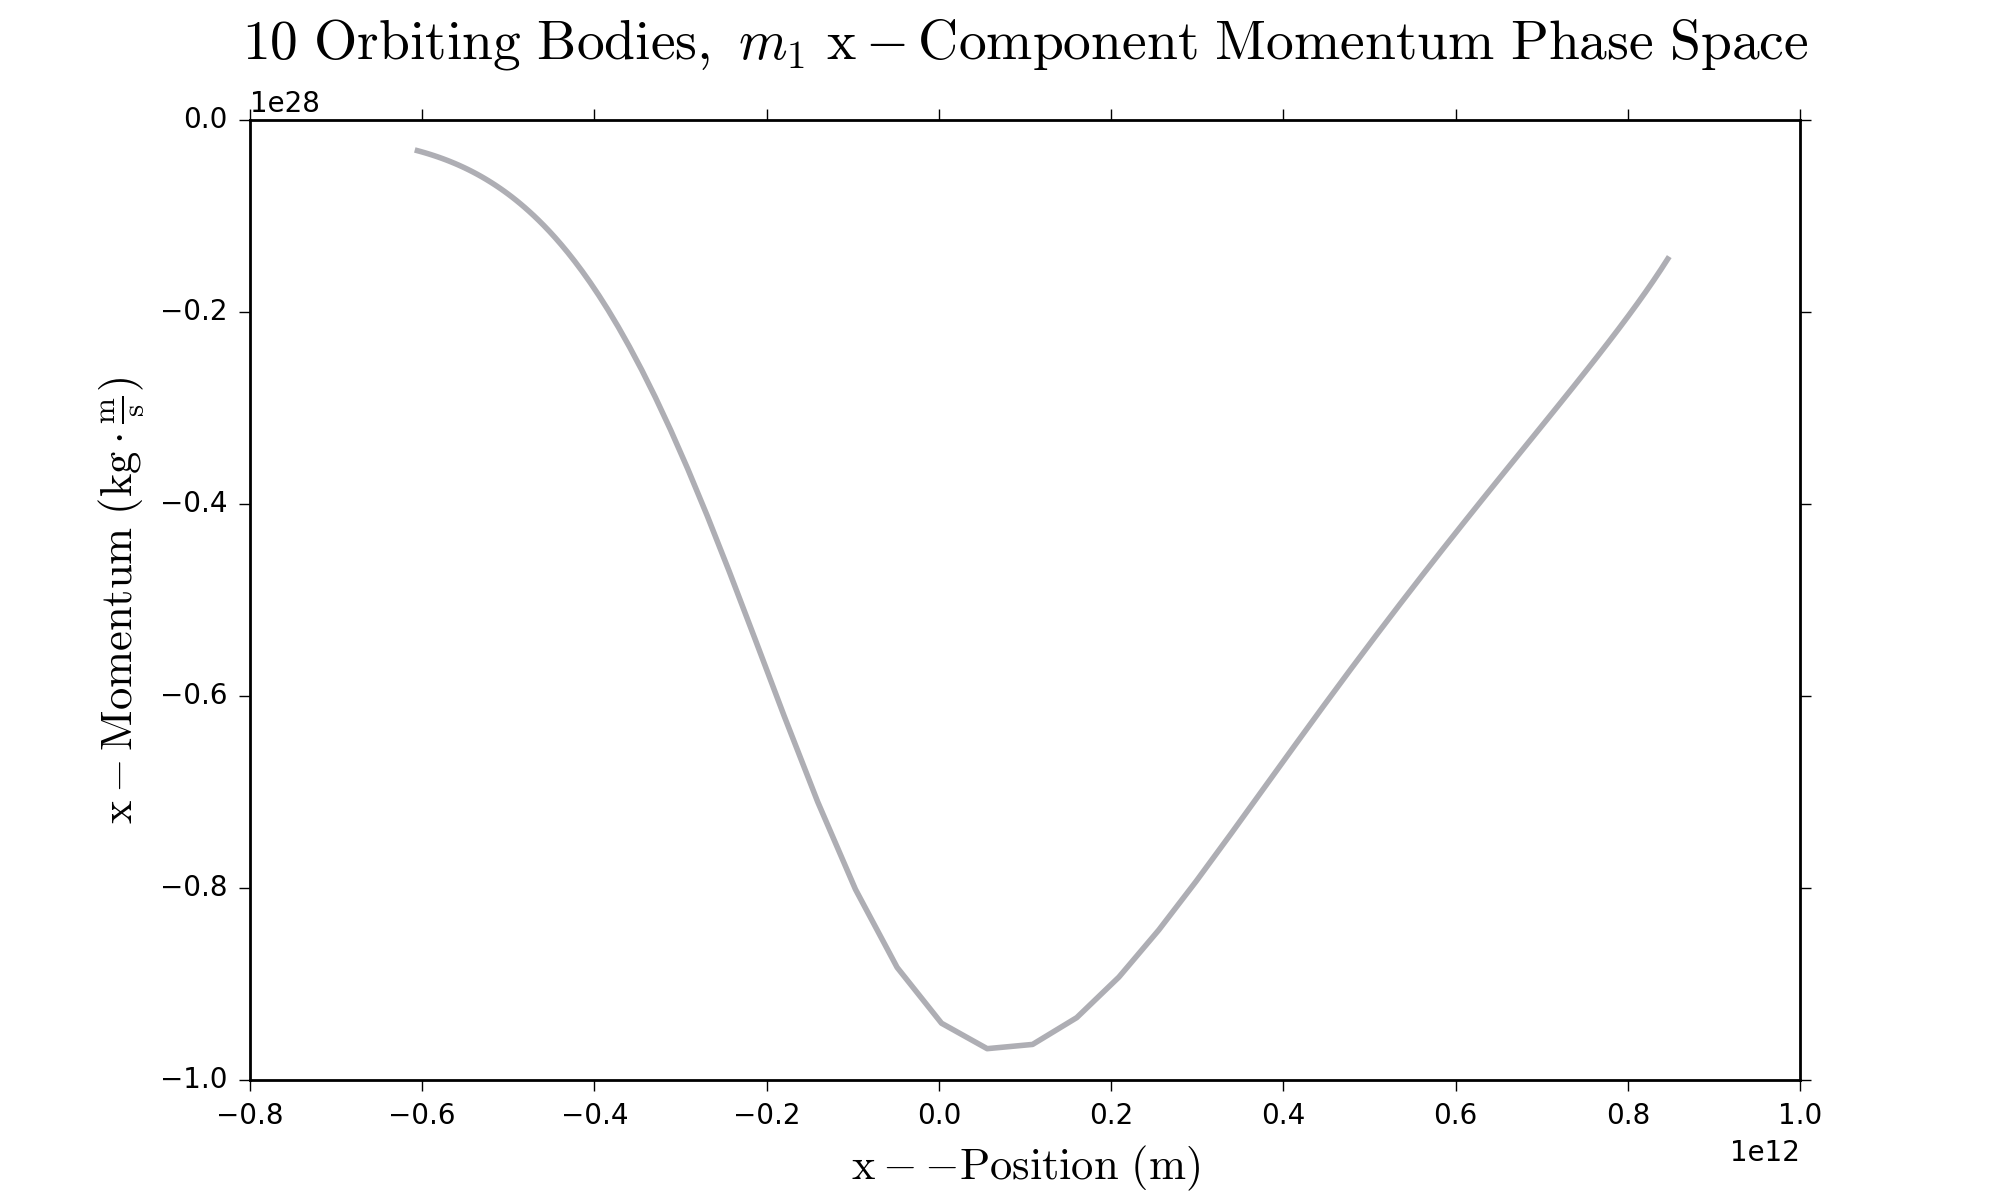 10 Orbiting Bodies, m₁ x − Component Momentum Phase Space
1e28
0.0
−0.2
−0.4
−0.6
−0.8
−1.0
x − Momentum (kg · m/s)
−0.8 −0.6 −0.4 −0.2 0.0 0.2 0.4 0.6 0.8 1.0
1e12
x − −Position (m)